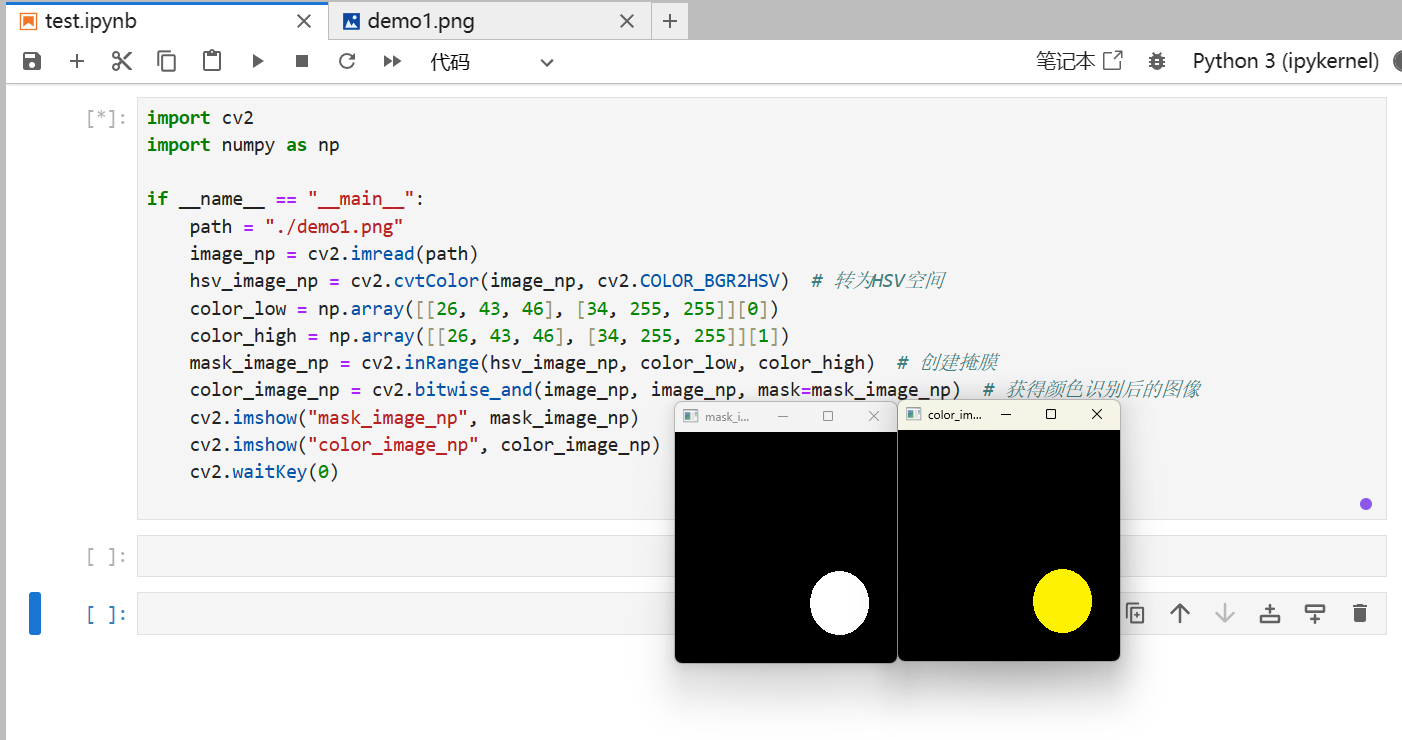 test.ipynb
demo1.png
代码
笔记本
Python 3 (ipykernel)
[*]:
import cv2
import numpy as np
if __name__ == "__main__":
    path = "./demo1.png"
    image_np = cv2.imread(path)
    hsv_image_np = cv2.cvtColor(image_np, cv2.COLOR_BGR2HSV)  # 转为HSV空间
    color_low = np.array([[26, 43, 46], [34, 255, 255]][0])
    color_high = np.array([[26, 43, 46], [34, 255, 255]][1])
    mask_image_np = cv2.inRange(hsv_image_np, color_low, color_high)  # 创建掩膜
    color_image_np = cv2.bitwise_and(image_np, image_np, mask=mask_image_np)  # 获得颜色识别后的图像
    cv2.imshow("mask_image_np", mask_image_np)
    cv2.imshow("color_image_np", color_image_np)
    cv2.waitKey(0)
mask_i...
color_im...
[ ]:
[ ]: